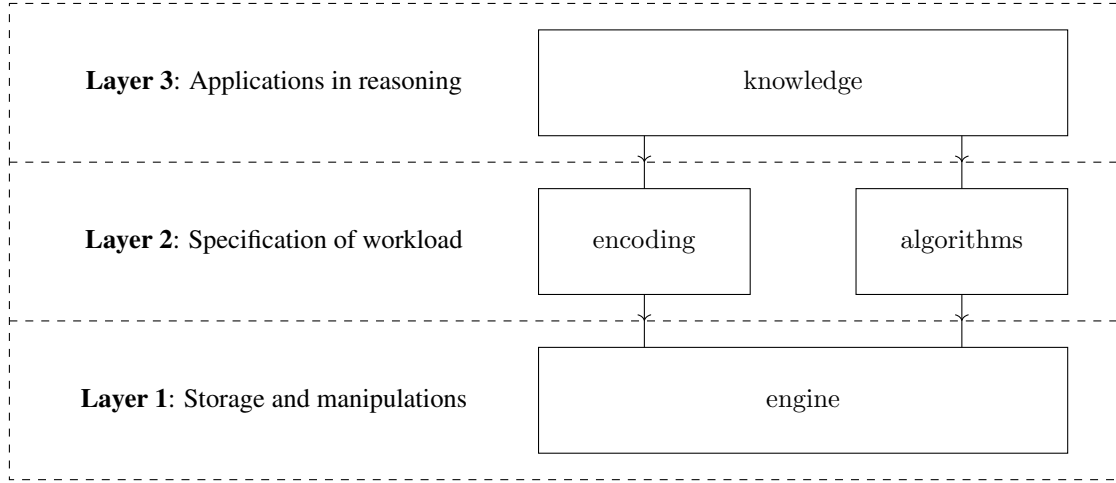 Layer 3: Applications in reasoning
knowledge
Layer 2: Specification of workload
encoding
algorithms
Layer 1: Storage and manipulations
engine